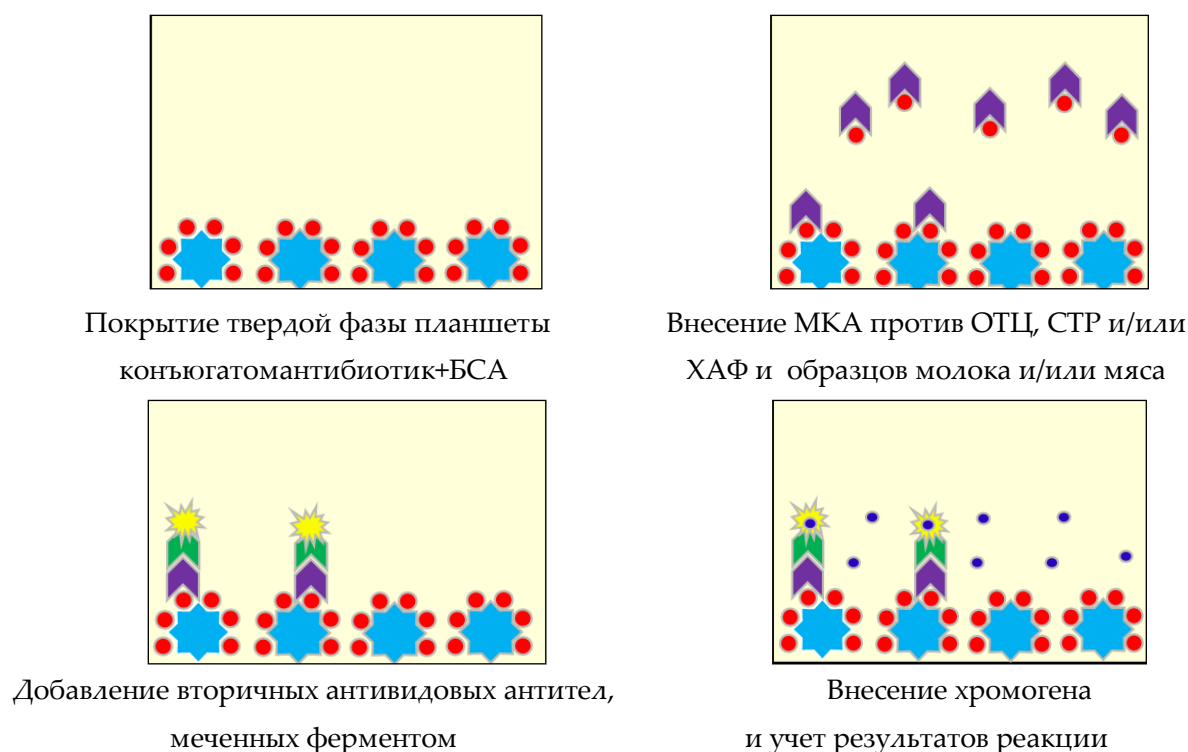 Покрытие твердой фазы планшеты
конъюгатомантибиотик+БСА
Внесение МКА против ОТЦ, СТР и/или
ХАФ и образцов молока и/или мяса
Добавление вторичных антивидовых антител,
меченных ферментом
Внесение хромогена
и учет результатов реакции